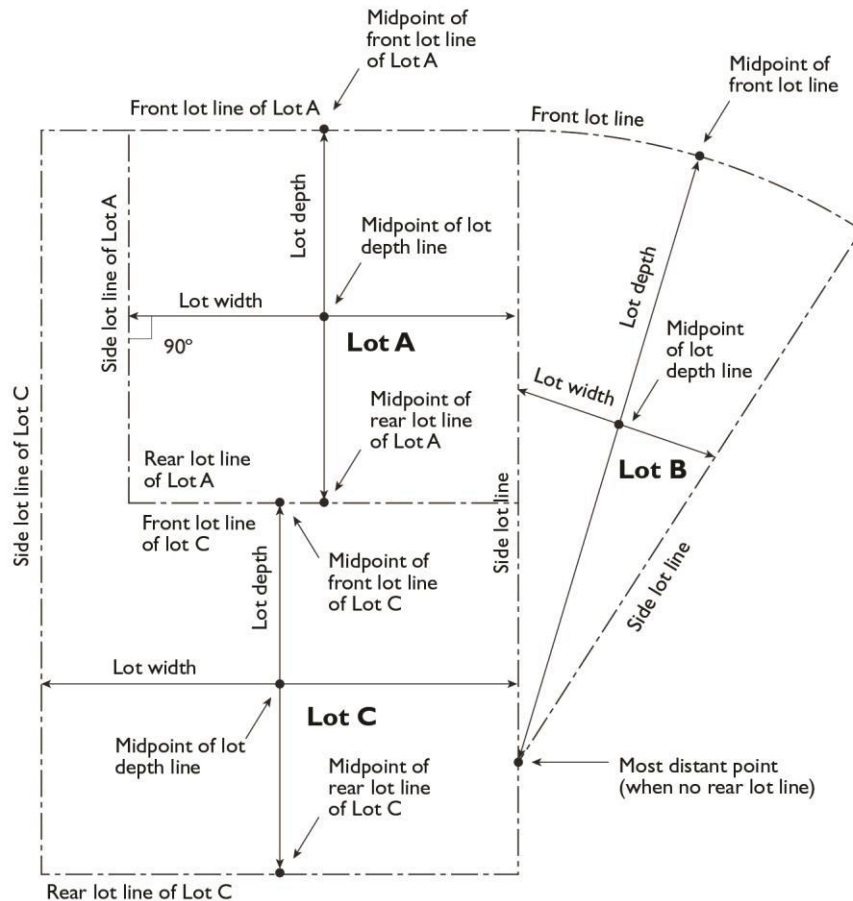 Midpoint of
front lot line
of Lot A
Midpoint of
front lot line
Front lot line of Lot A
Front lot line
Side lot line of Lot A
Lot depth
Midpoint of lot
depth line
Lot depth
Lot width
90º
Lot A
Midpoint
of lot
depth line
Lot width
Side lot line of Lot C
Midpoint of
rear lot line
of Lot A
Lot B
Rear lot line
of Lot A
Front lot line
of lot C
Side lot line
Midpoint of
front lot line
of Lot C
Lot depth
Side lot line
Lot width
Lot C
Midpoint of lot
depth line
Midpoint of
rear lot line
of Lot C
Most distant point
(when no rear lot line)
Rear lot line of Lot C